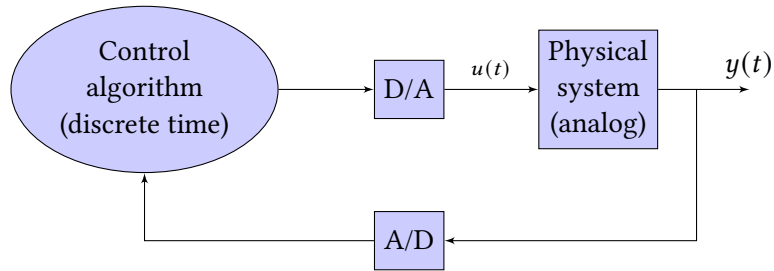 Control
algorithm
(discrete time)
D/A
u(t)
Physical
system
(analog)
y(t)
A/D